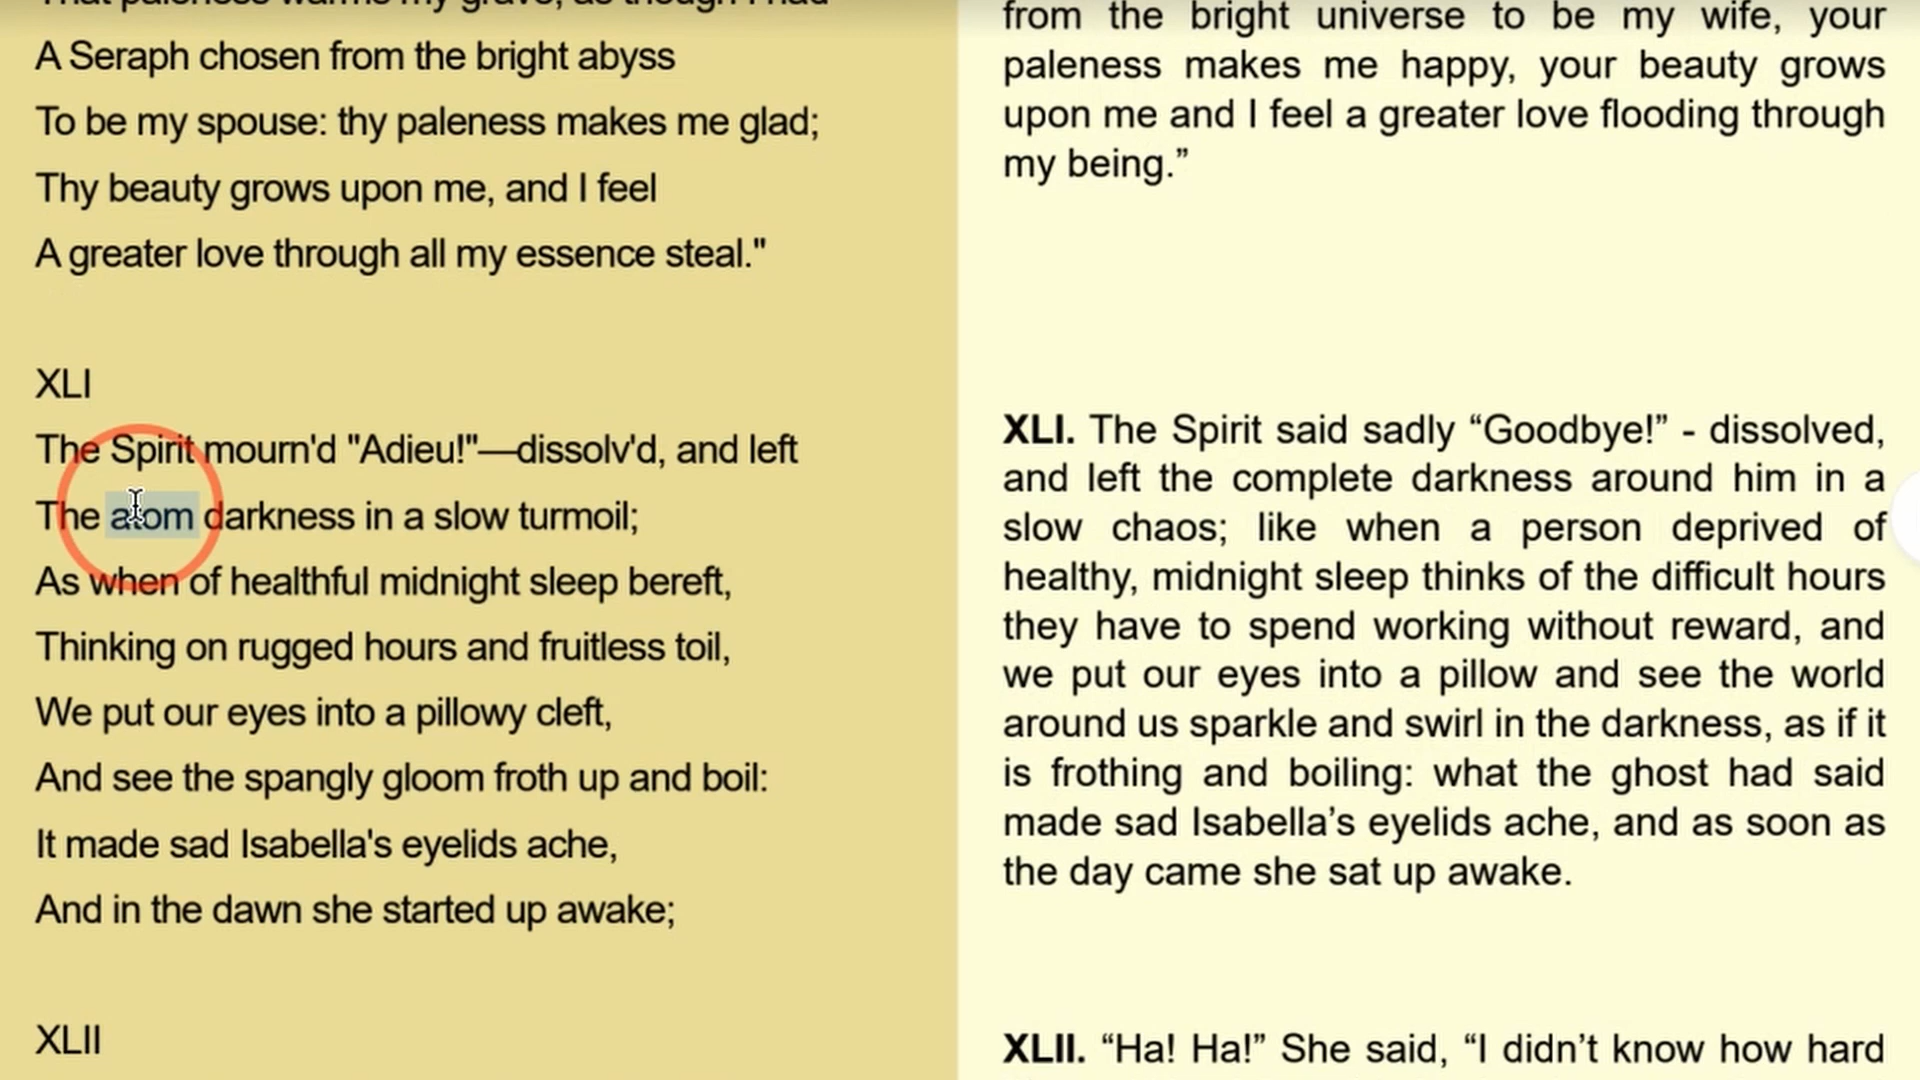 That paleness warms my grave, as though I had
A Seraph chosen from the bright abyss
To be my spouse: thy paleness makes me glad;
Thy beauty grows upon me, and I feel
A greater love through all my essence steal."
XLI
The Spirit mourn'd "Adieu!"—dissolv'd, and left
The atom darkness in a slow turmoil;
As when of healthful midnight sleep bereft,
Thinking on rugged hours and fruitless toil,
We put our eyes into a pillowy cleft,
And see the spangly gloom froth up and boil:
It made sad Isabella's eyelids ache,
And in the dawn she started up awake;
XLII
from the bright universe to be my wife, your
paleness makes me happy, your beauty grows
upon me and I feel a greater love flooding through
my being.”
XLI. The Spirit said sadly “Goodbye!” - dissolved,
and left the complete darkness around him in a
slow chaos; like when a person deprived of
healthy, midnight sleep thinks of the difficult hours
they have to spend working without reward, and
we put our eyes into a pillow and see the world
around us sparkle and swirl in the darkness, as if it
is frothing and boiling: what the ghost had said
made sad Isabella’s eyelids ache, and as soon as
the day came she sat up awake.
XLII. “Ha! Ha!” She said, “I didn’t know how hard